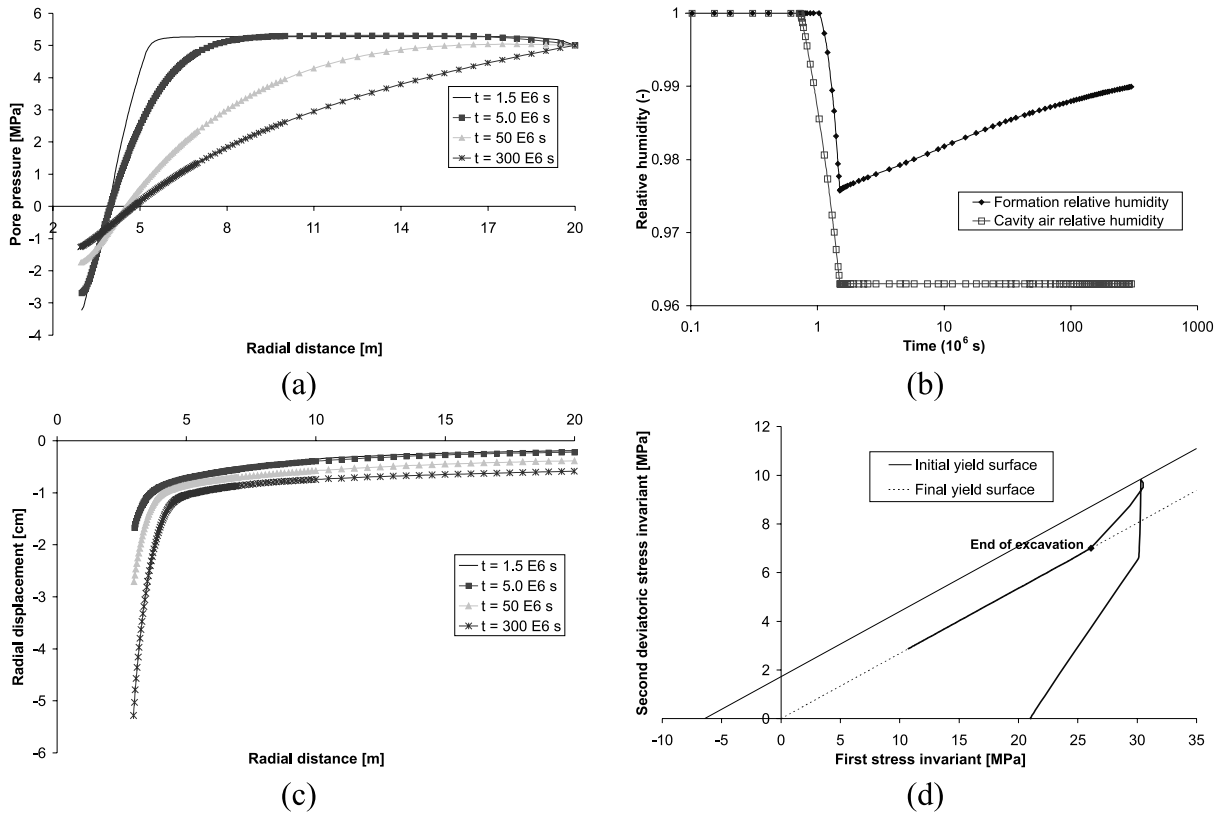 6
5
4
3
2
1
0
-1
-2
-3
-4
2
5
8
11
14
17
20
Pore pressure [MPa]
Radial distance [m]
t = 1.5 E6 s
t = 5.0 E6 s
t = 50 E6 s
t = 300 E6 s
(a)
1
0.99
0.98
0.97
0.96
0.1
1
10
100
1000
Relative humidity (-)
Time (10⁶ s)
Formation relative humidity
Cavity air relative humidity
(b)
0
5
10
15
20
0
-1
-2
-3
-4
-5
-6
Radial displacement [cm]
Radial distance [m]
t = 1.5 E6 s
t = 5.0 E6 s
t = 50 E6 s
t = 300 E6 s
(c)
12
10
8
6
4
2
0
-10
-5
0
5
10
15
20
25
30
35
Second deviatoric stress invariant [MPa]
First stress invariant [MPa]
Initial yield surface
Final yield surface
End of excavation
(d)